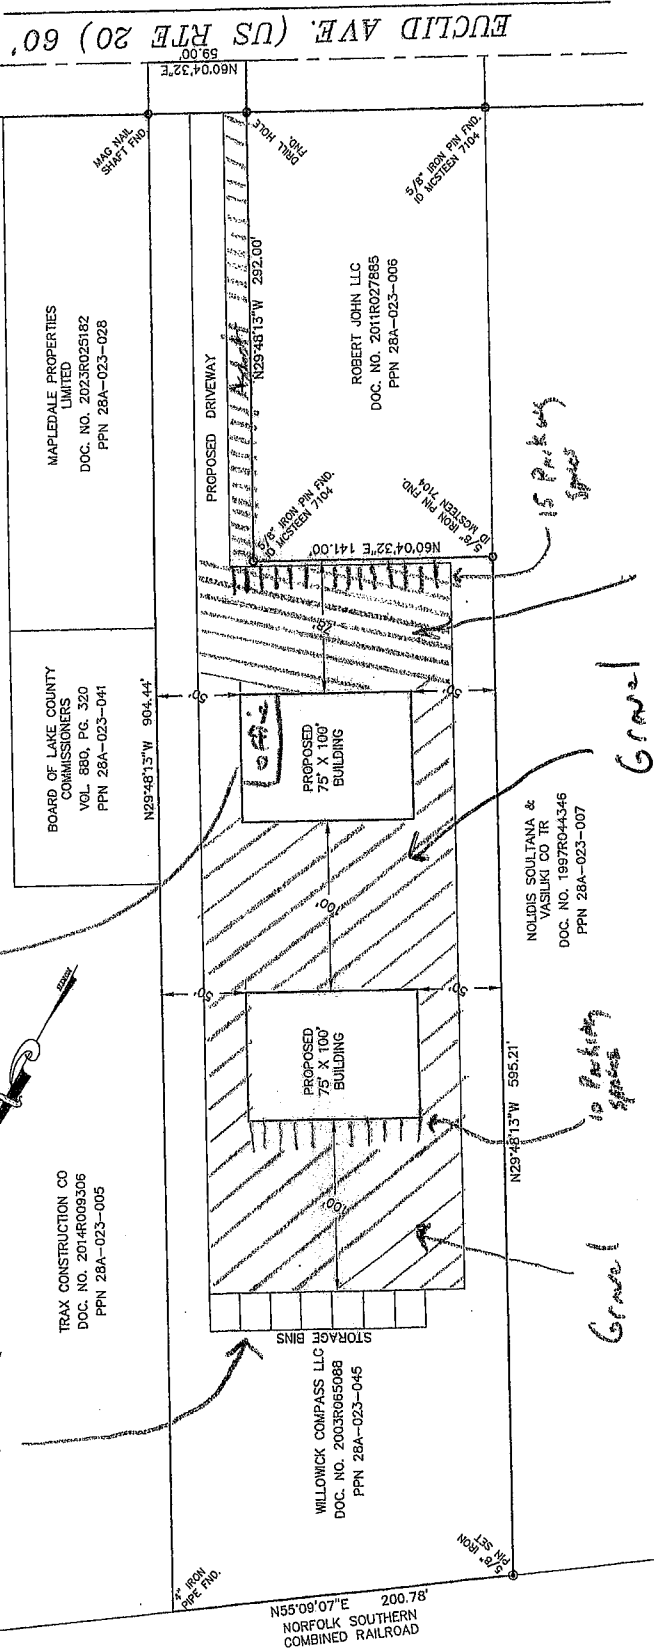 EUCLID AVE. (US RTE 20) 60'
N60°04'32"E
59.00'
MAG NAIL
SHAFT FND.
DRILL HOLE
FND.
5/8" IRON PIN FND.
ID MCSTEEN 7104
MAPLEDALE PROPERTIES
LIMITED
DOC. NO. 2023R025182
PPN 28A-023-028
PROPOSED DRIVEWAY
N29°48'13"W 292.00'
ROBERT JOHN LLC
DOC. NO. 2011R027885
PPN 28A-023-006
5/8" IRON PIN FND.
ID MCSTEEN 7104
5/8" IRON PIN FND.
ID MCSTEEN 7104
N60°04'32"E 141.00'
15 Parking
Spaces
78'
BOARD OF LAKE COUNTY
COMMISSIONERS
VOL. 880, PG. 320
PPN 28A-023-041
N29°48'13"W 904.44'
50'
50'
office
PROPOSED
75' X 100'
BUILDING
Gravel
100'
NOLIDIS SOULTANA &
VASILIKI CO TR
DOC. NO. 1997R044346
PPN 28A-023-007
50'
50'
PROPOSED
75' X 100'
BUILDING
10 Parking
Spaces
N29°48'13"W 595.21'
100'
TRAX CONSTRUCTION CO
DOC. NO. 2014R009306
PPN 28A-023-005
Gravel
STORAGE BINS
WILLOWICK COMPASS LLC
DOC. NO. 2003R065088
PPN 28A-023-045
4" IRON
PIPE FND.
5/8" IRON
PIN SET
N55°09'07"E 200.78'
NORFOLK SOUTHERN
COMBINED RAILROAD